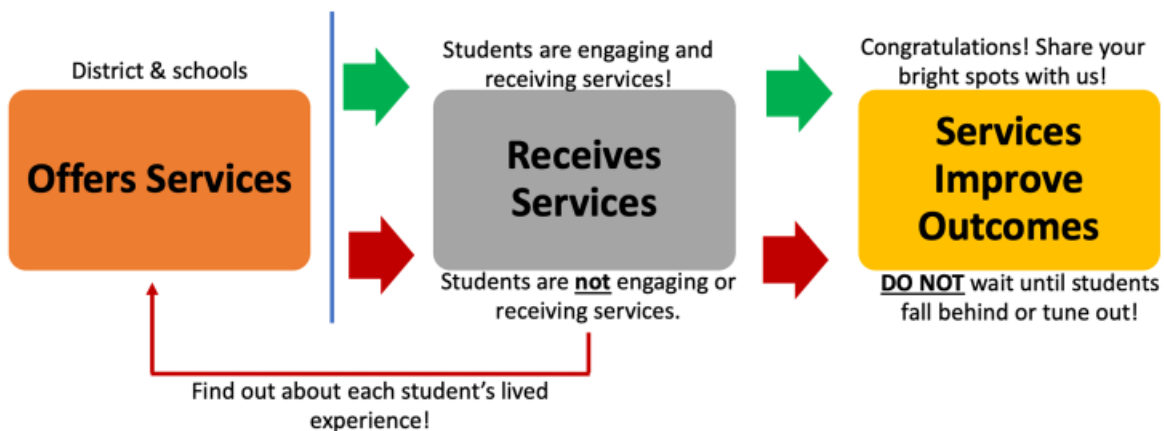 District & schools
Offers Services
Students are engaging and
receiving services!
Receives
Services
Students are not engaging or
receiving services.
Congratulations! Share your
bright spots with us!
Services
Improve
Outcomes
DO NOT wait until students
fall behind or tune out!
Find out about each student’s lived
experience!